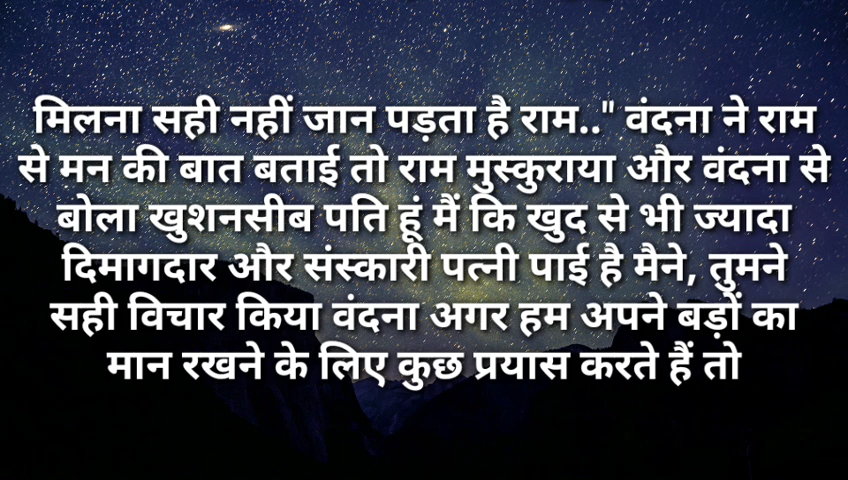 मिलना सही नहीं जान पड़ता है राम.." वंदना ने राम
से मन की बात बताई तो राम मुस्कुराया और वंदना से
बोला खुशनसीब पति हूं मैं कि खुद से भी ज्यादा
दिमागदार और संस्कारी पत्नी पाई है मैने, तुमने
सही विचार किया वंदना अगर हम अपने बड़ों का
मान रखने के लिए कुछ प्रयास करते हैं तो